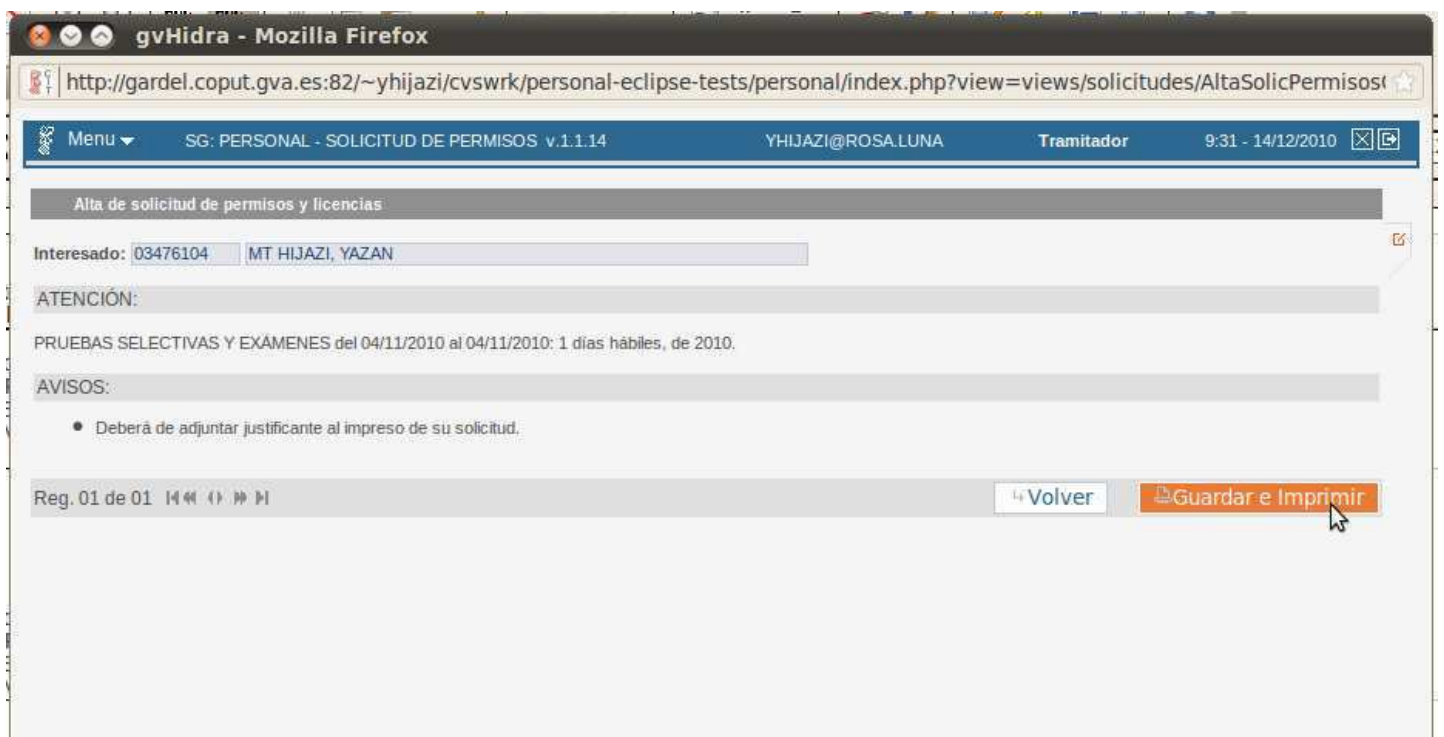 gvHidra - Mozilla Firefox
http://gardel.coput.gva.es:82/~yhijazi/cvswrk/personal-eclipse-tests/personal/index.php?view=views/solicitudes/AltaSolicPermisos
Menu SG: PERSONAL - SOLICITUD DE PERMISOS v.1.1.14 YHIJAZI@ROSA.LUNA Tramitador 9:31 - 14/12/2010
Alta de solicitud de permisos y licencias
Interesado: 03476104 MT HIJAZI, YAZAN
ATENCIÓN:
PRUEBAS SELECTIVAS Y EXÁMENES del 04/11/2010 al 04/11/2010: 1 días hábiles, de 2010.
AVISOS:
• Deberá de adjuntar justificante al impreso de su solicitud.
Reg. 01 de 01 Volver Guardar e Imprimir